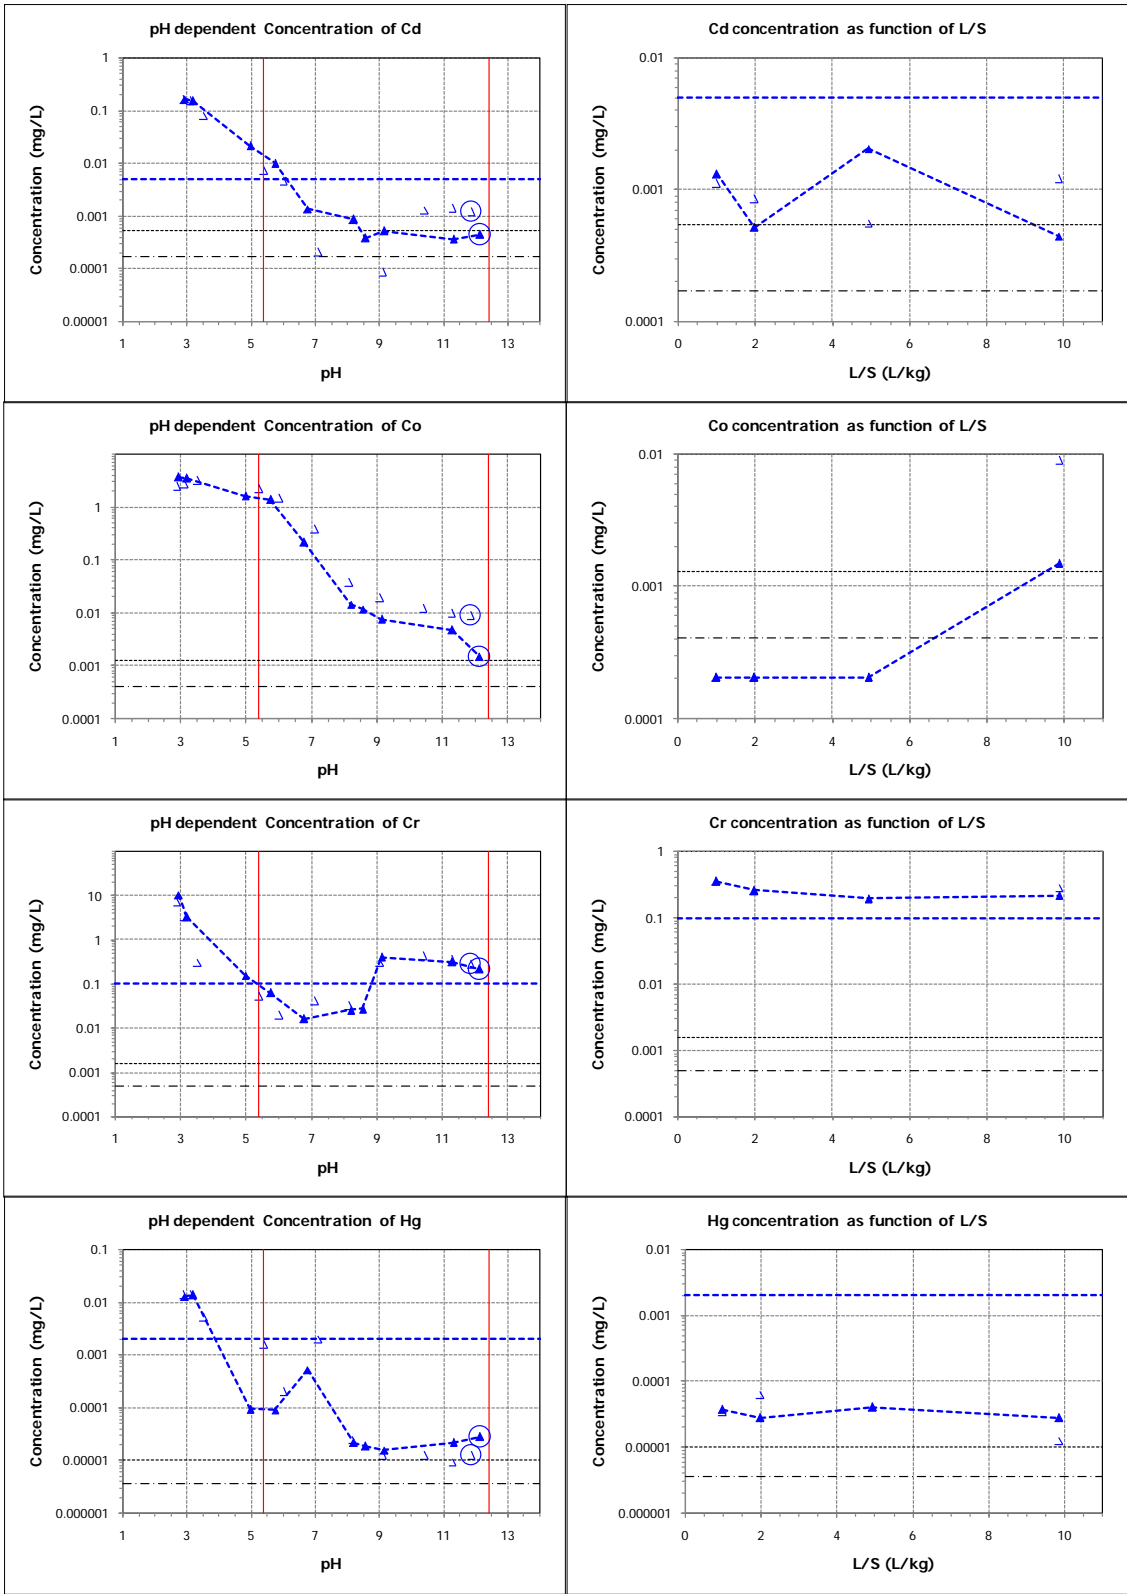 pH dependent Concentration of Cd
Concentration (mg/L)
1
0.1
0.01
0.001
0.0001
0.00001
1 3 5 7 9 11 13
pH
Cd concentration as function of L/S
Concentration (mg/L)
0.01
0.001
0.0001
0 2 4 6 8 10
L/S (L/kg)
pH dependent Concentration of Co
Concentration (mg/L)
1
0.1
0.01
0.001
0.0001
1 3 5 7 9 11 13
pH
Co concentration as function of L/S
Concentration (mg/L)
0.01
0.001
0.0001
0 2 4 6 8 10
L/S (L/kg)
pH dependent Concentration of Cr
Concentration (mg/L)
10
1
0.1
0.01
0.001
0.0001
1 3 5 7 9 11 13
pH
Cr concentration as function of L/S
Concentration (mg/L)
1
0.1
0.01
0.001
0.0001
0 2 4 6 8 10
L/S (L/kg)
pH dependent Concentration of Hg
Concentration (mg/L)
0.1
0.01
0.001
0.0001
0.00001
0.000001
1 3 5 7 9 11 13
pH
Hg concentration as function of L/S
Concentration (mg/L)
0.01
0.001
0.0001
0.00001
0.000001
0 2 4 6 8 10
L/S (L/kg)